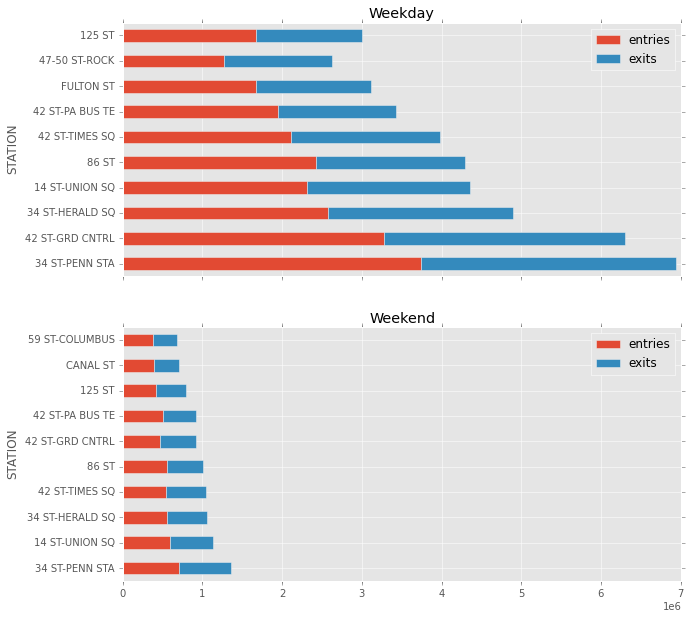 Weekday
STATION
125 ST
47-50 ST-ROCK
FULTON ST
42 ST-PA BUS TE
42 ST-TIMES SQ
86 ST
14 ST-UNION SQ
34 ST-HERALD SQ
42 ST-GRD CNTRL
34 ST-PENN STA
entries
exits
Weekend
STATION
59 ST-COLUMBUS
CANAL ST
125 ST
42 ST-PA BUS TE
42 ST-GRD CNTRL
86 ST
42 ST-TIMES SQ
34 ST-HERALD SQ
14 ST-UNION SQ
34 ST-PENN STA
entries
exits
0 1 2 3 4 5 6 7
1e6